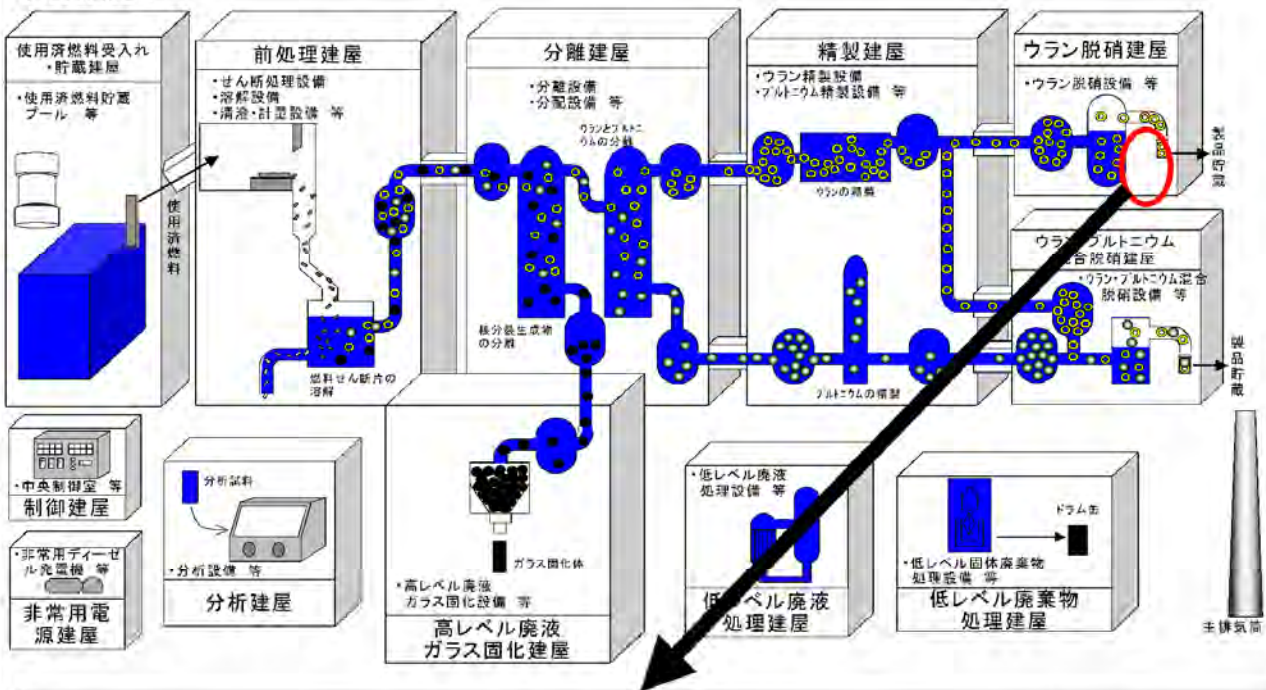 使用済燃料受入れ
・貯蔵建屋
・使用済燃料貯蔵
プール 等
使用済燃料
前処理建屋
・せん断処理設備
・溶解設備
・清澄・計量設備 等
燃料せん断片の
溶解
分離建屋
・分離設備
・分配設備 等
ウランとプルトニ
ウムの分離
核分裂生成物
の分離
精製建屋
・ウラン精製設備
・プルトニウム精製設備 等
ウランの精製
プルトニウムの精製
ウラン脱硝建屋
・ウラン脱硝設備 等
製品貯蔵
ウラン・プルトニウム
混合脱硝建屋
・ウラン・プルトニウム混合
脱硝設備 等
製品貯蔵
・中央制御室 等
制御建屋
・非常用ディーゼ
ル発電機 等
非常用電
源建屋
分析試料
・分析設備 等
分析建屋
ガラス固化体
・高レベル廃液
ガラス固化設備 等
高レベル廃液
ガラス固化建屋
・低レベル廃液
処理設備 等
低レベル廃液
処理建屋
ドラム缶
・低レベル固体廃棄物
処理設備 等
低レベル廃棄物
処理建屋
主排気筒